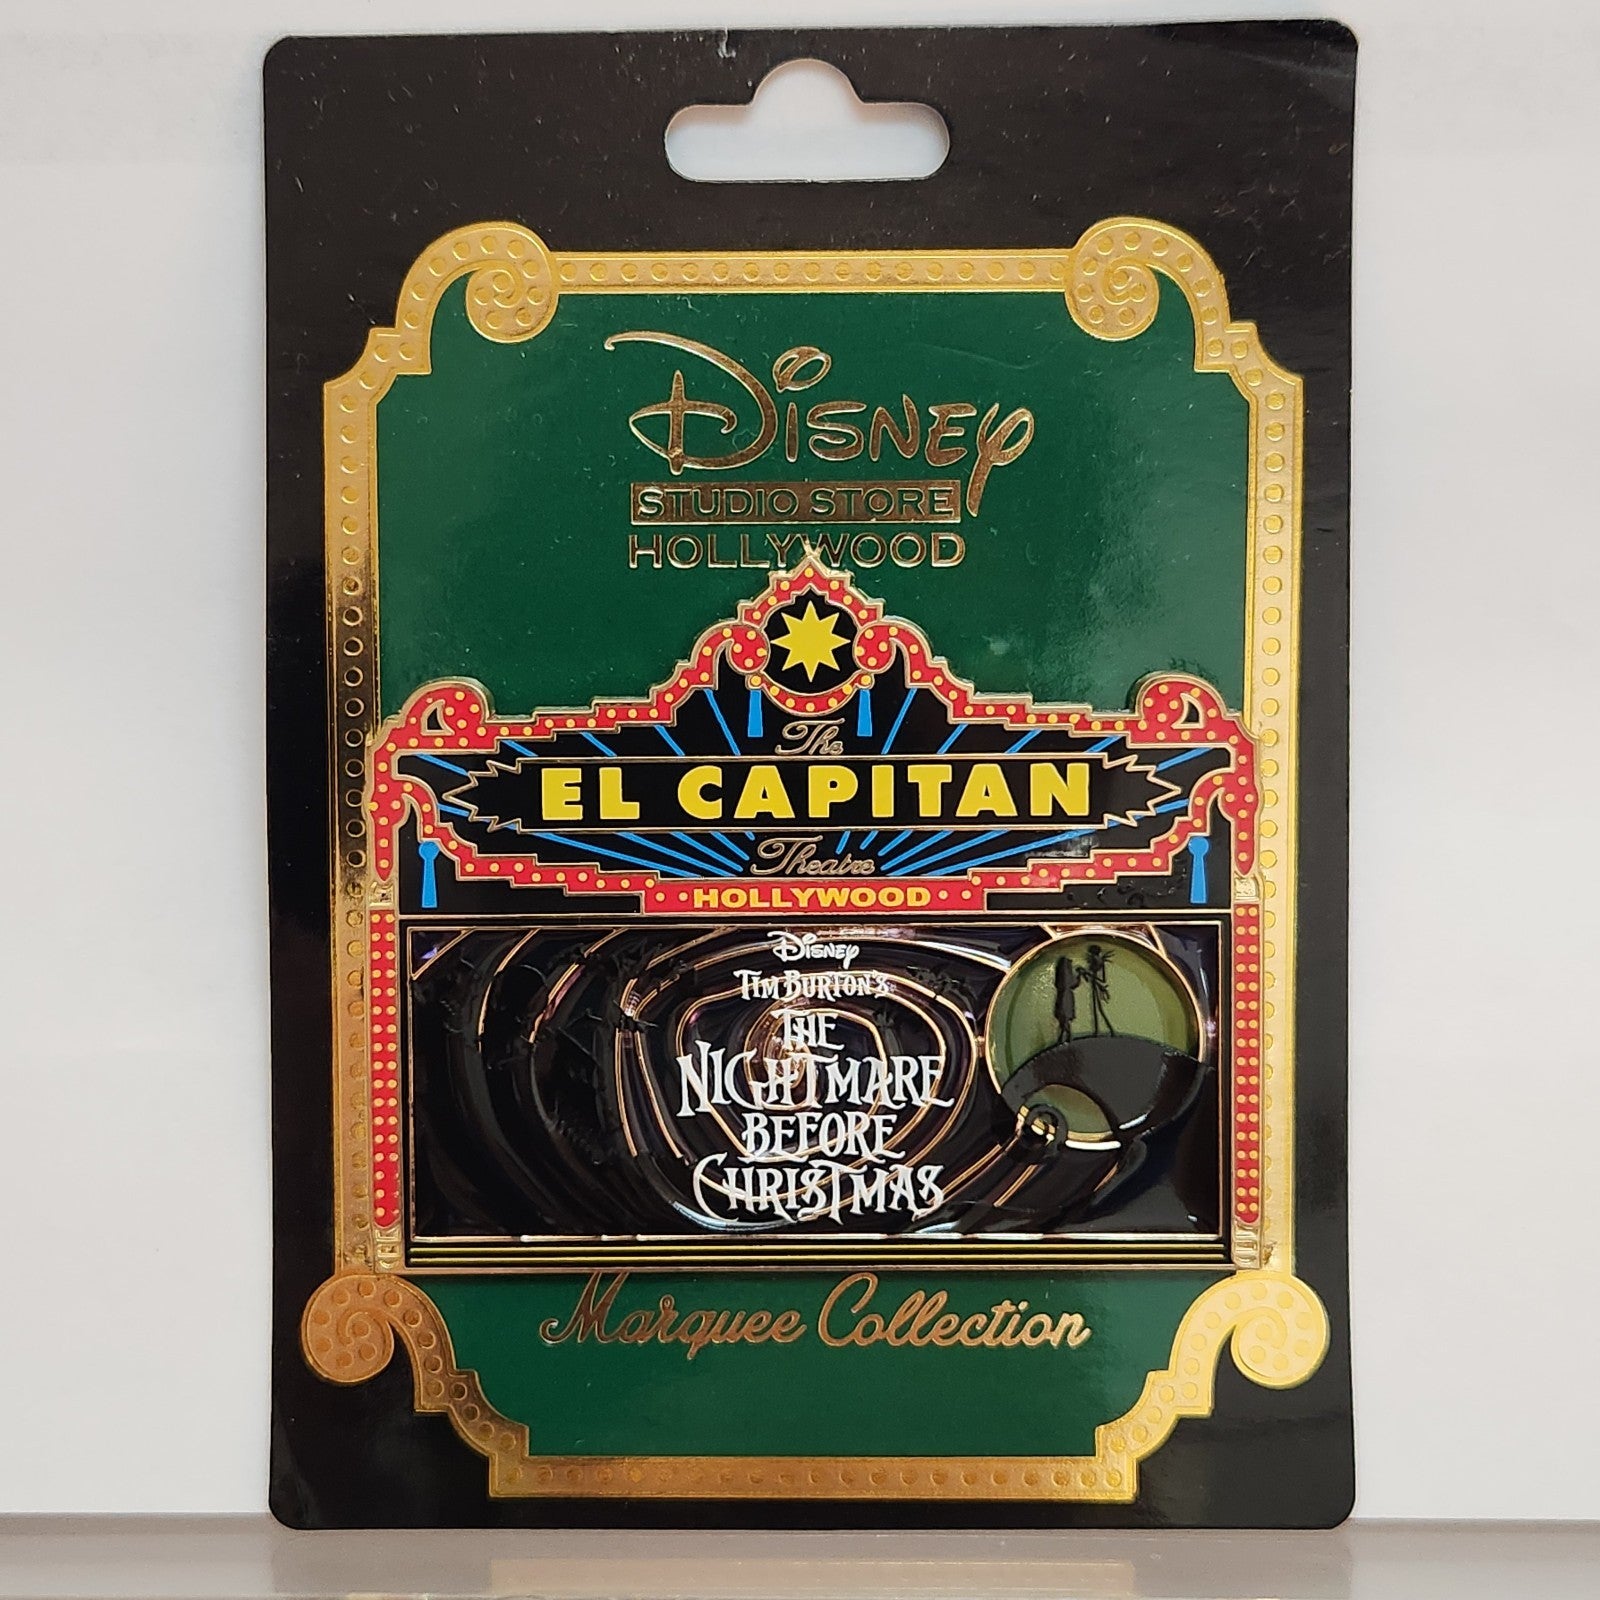 Disney
STUDIO STORE
HOLLYWOOD
The
EL CAPITAN
Theatre
HOLLYWOOD
Disney
TIM BURTON'S
THE
NIGHTMARE
BEFORE
CHRISTMAS
Marquee Collection